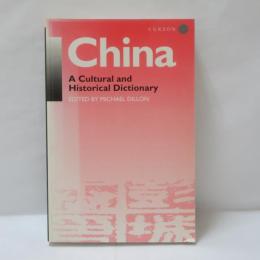 CURZON
China
A Cultural and
Historical Dictionary
EDITED BY MICHAEL DILLON